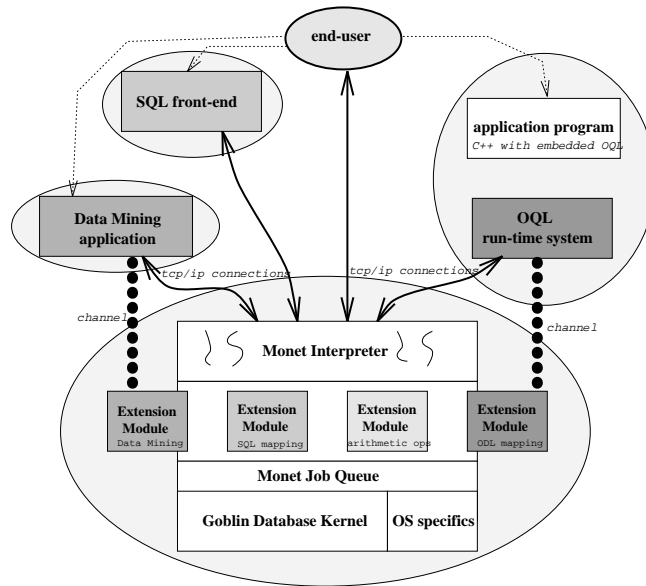 end-user
SQL front-end
application program
C++ with embedded OQL
Data Mining
application
OQL
run-time system
tcp/ip connections
tcp/ip connections
channel
channel
Monet Interpreter
Extension
Module
Data Mining
Extension
Module
SQL mapping
Extension
Module
arithmetic ops
Extension
Module
ODL mapping
Monet Job Queue
Goblin Database Kernel
OS specifics